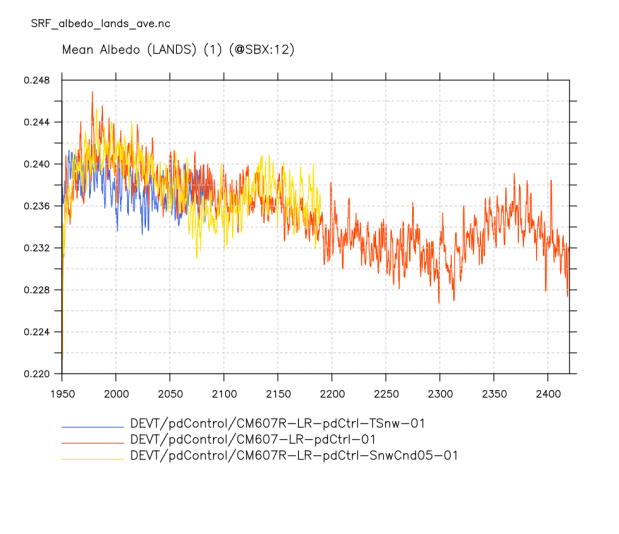 SRF_albedo_lands_ave.nc
Mean Albedo (LANDS) (1) (@SBX:12)
0.248
0.244
0.240
0.236
0.232
0.228
0.224
0.220
1950 2000 2050 2100 2150 2200 2250 2300 2350 2400
DEVT/pdControl/CM607R-LR-pdCtrl-TSnw-01
DEVT/pdControl/CM607-LR-pdCtrl-01
DEVT/pdControl/CM607R-LR-pdCtrl-SnwCnd05-01